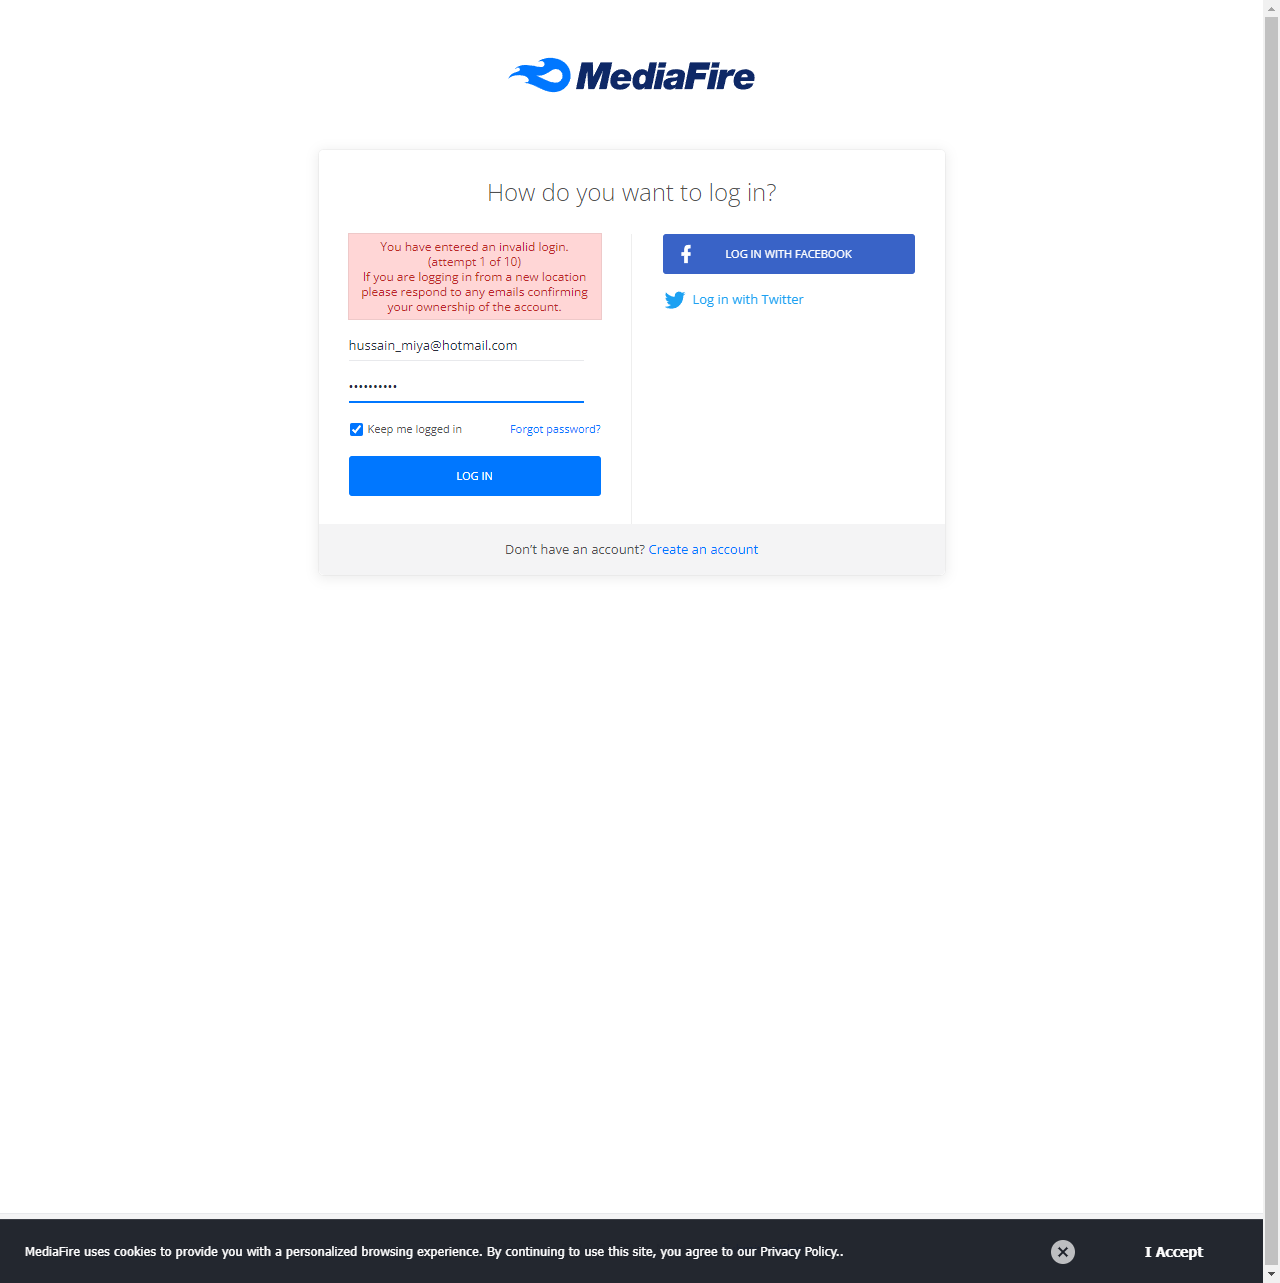 MediaFire
How do you want to log in?
You have entered an invalid login.
(attempt 1 of 10)
If you are logging in from a new location
please respond to any emails confirming
your ownership of the account.
hussain_miya@hotmail.com
••••••••••
Keep me logged in
Forgot password?
LOG IN
LOG IN WITH FACEBOOK
Log in with Twitter
Don’t have an account? Create an account
MediaFire uses cookies to provide you with a personalized browsing experience. By continuing to use this site, you agree to our Privacy Policy..
I Accept